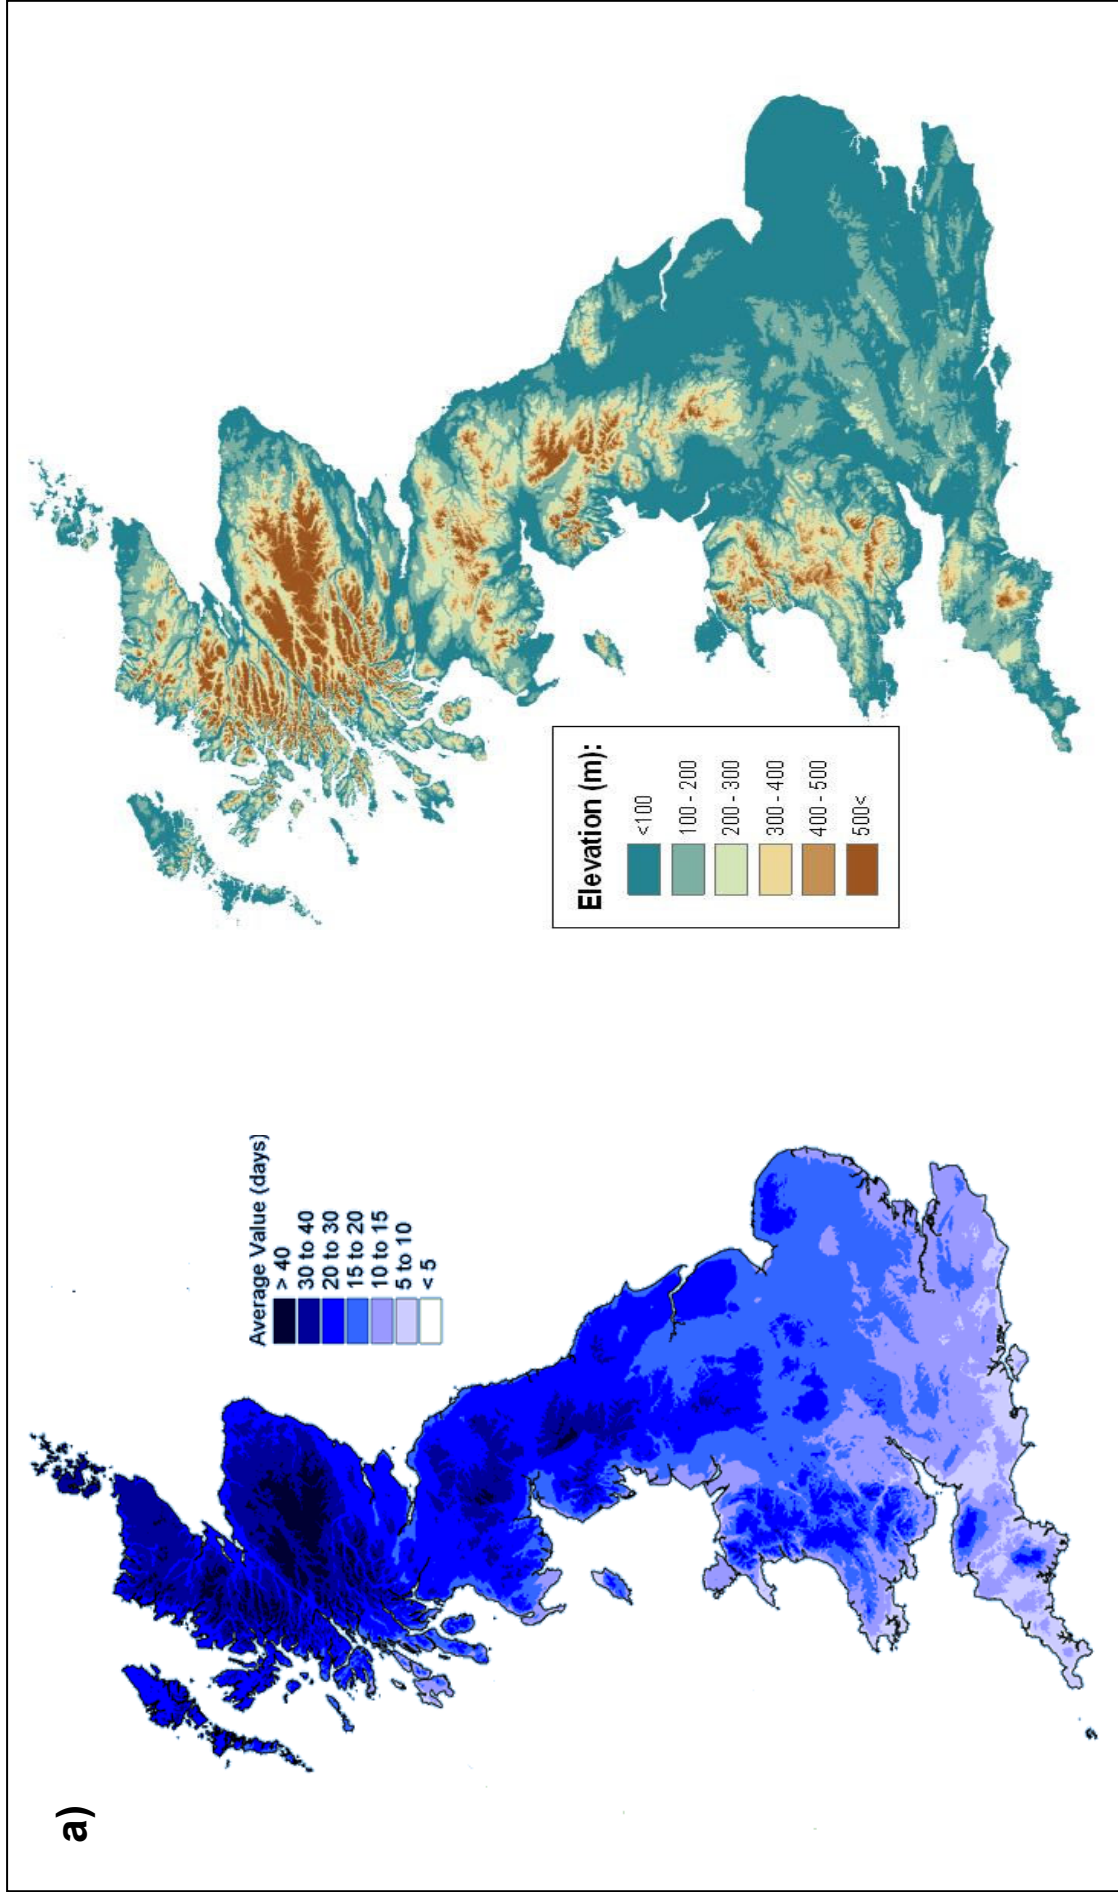 a)
Average Value (days)
> 40
30 to 40
20 to 30
15 to 20
10 to 15
5 to 10
< 5
Elevation (m):
<100
100 - 200
200 - 300
300 - 400
400 - 500
500<